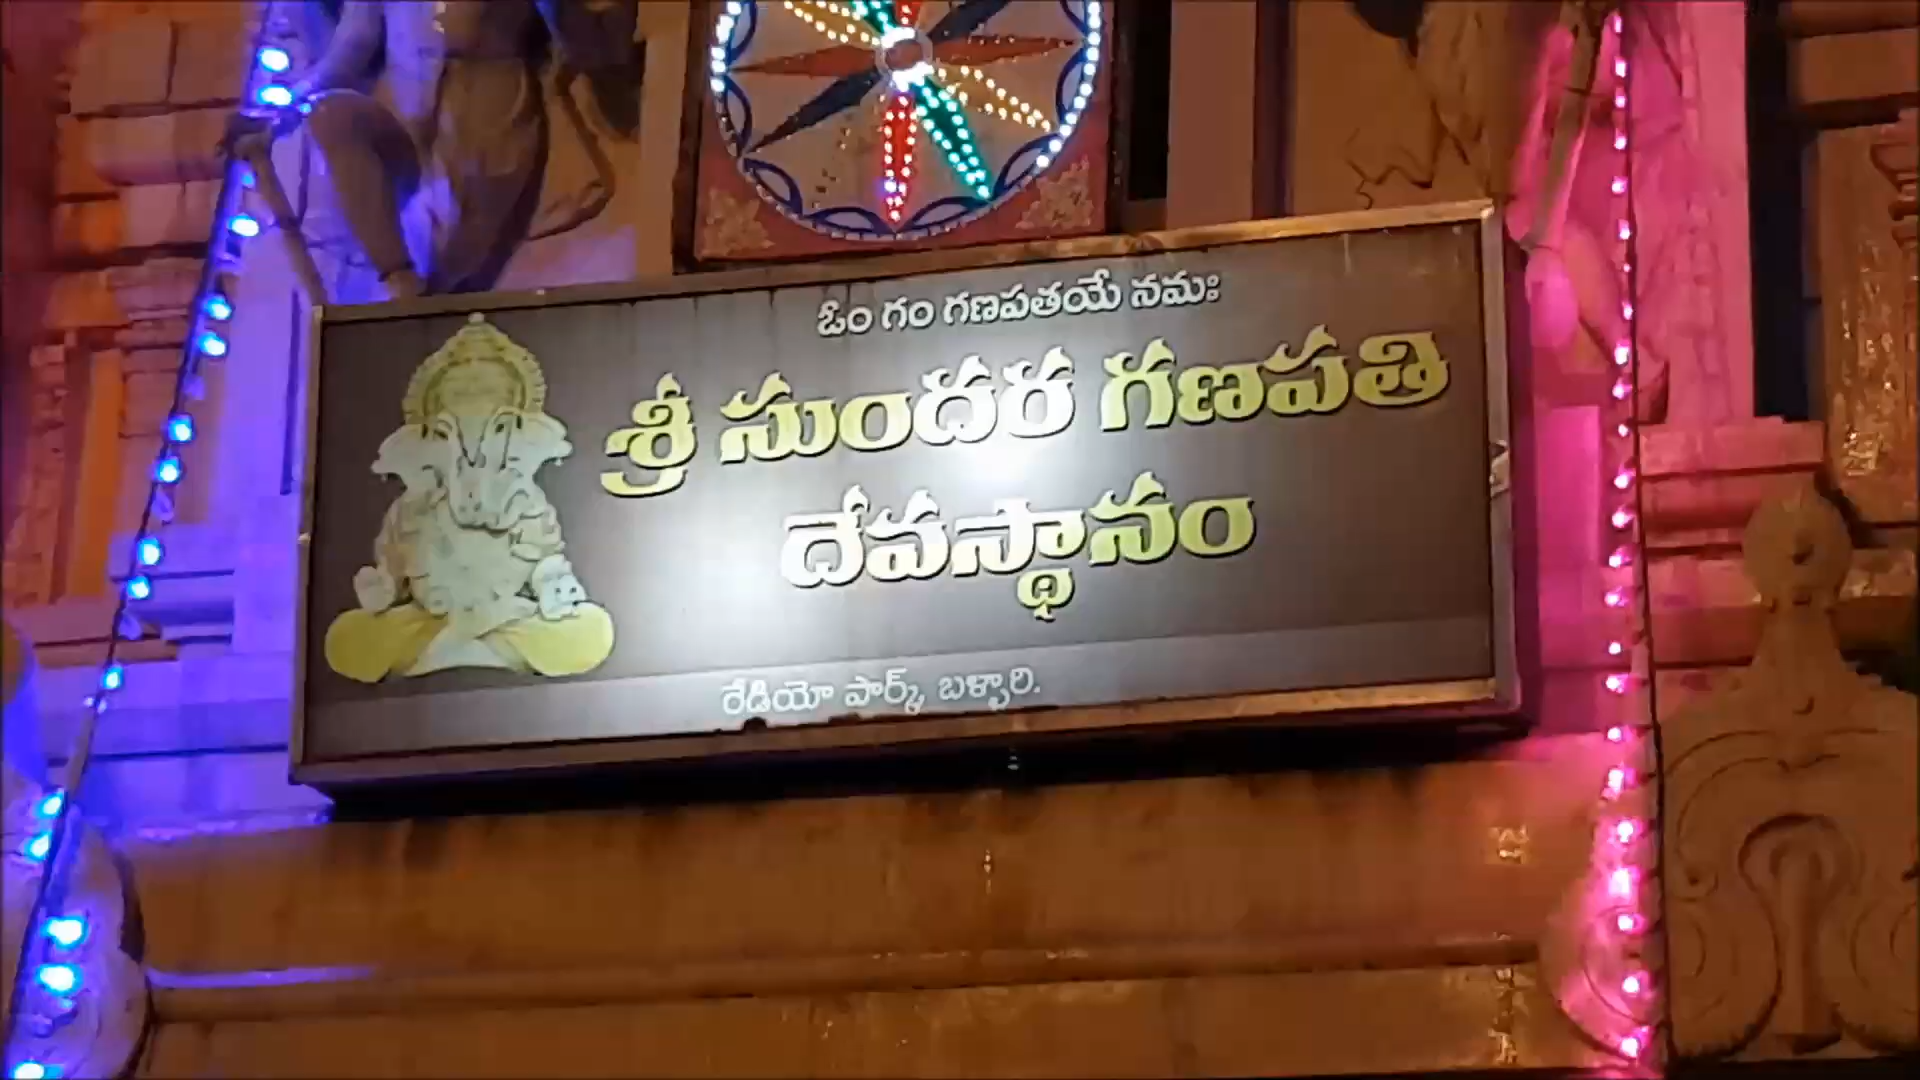 ఓం గం గణపతయే నమః
శ్రీ సుందర గణపతి
దేవస్థానం
రేడియో పార్క్, బళ్ళారి.